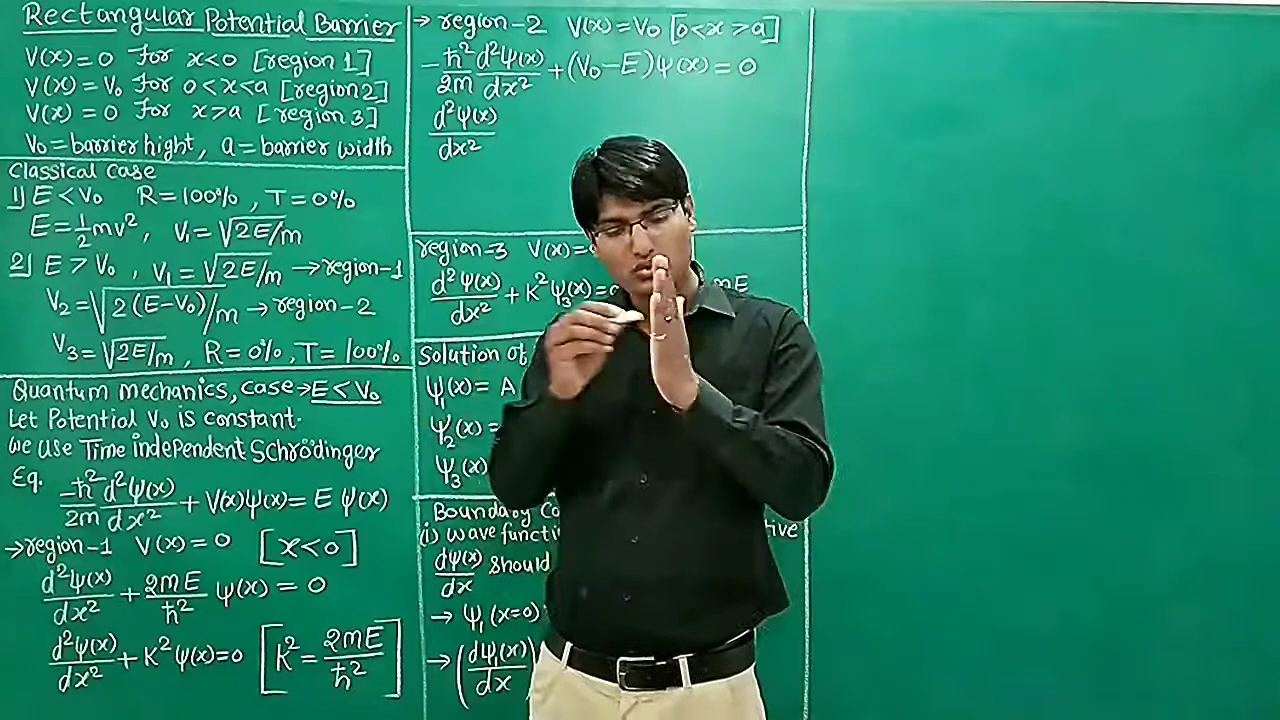 Rectangular Potential Barrier
V(x)=0 for x<0 [region 1]
V(x)=V₀ for 0<x<a [region2]
V(x)=0 for x>a [region 3]
V₀=barrier hight, a=barrier width
Classical case
1) E<V₀ R=100%, T=0%
E=½mv², V₁=√2E/m
2) E>V₀, V₁=√2E/m →region-1
V₂=√2(E-V₀)/m →region-2
V₃=√2E/m, R=0%, T=100%
Quantum mechanics, case→E<V₀
Let Potential V₀ is constant.
we use Time independent Schrödinger
Eq. -ħ²/2m d²ψ(x)/dx² + V(x)ψ(x)= E ψ(x)
→region-1 V(x)=0 [x<0]
d²ψ(x)/dx² + 2mE/ħ² ψ(x)=0
d²ψ(x)/dx² + K²ψ(x)=0 [K²=2mE/ħ²]
→region-2 V(x)=V₀ [0<x>a]
-ħ²/2m d²ψ(x)/dx² +(V₀-E)ψ(x)=0
d²ψ(x)/dx²
region-3 V(x)=
d²ψ(x)/dx² + K²ψ₃(x)= mE
Solution of
ψ₁(x)= A
ψ₂(x)=
ψ₃(x)
Boundary
(i) wave
dψ(x)/dx should
→ ψ₁(x=0)
→(dψ₁(x)/dx)